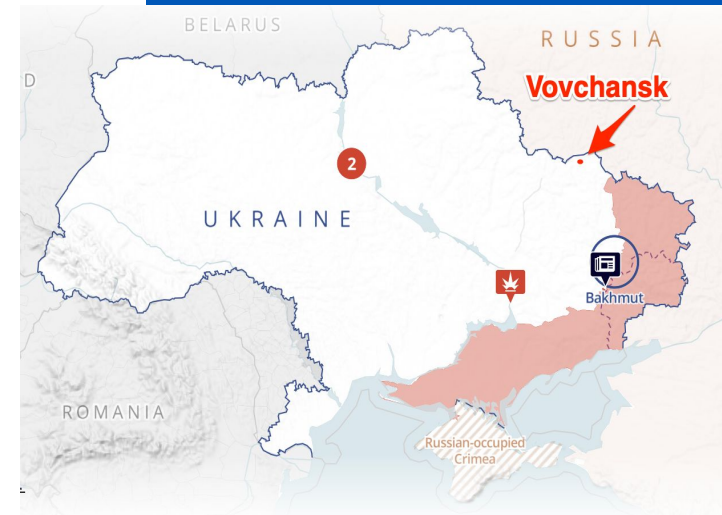 BELARUS
RUSSIA
D
Vovchansk
2
UKRAINE
Bakhmut
ROMANIA
Russian-occupied
Crimea